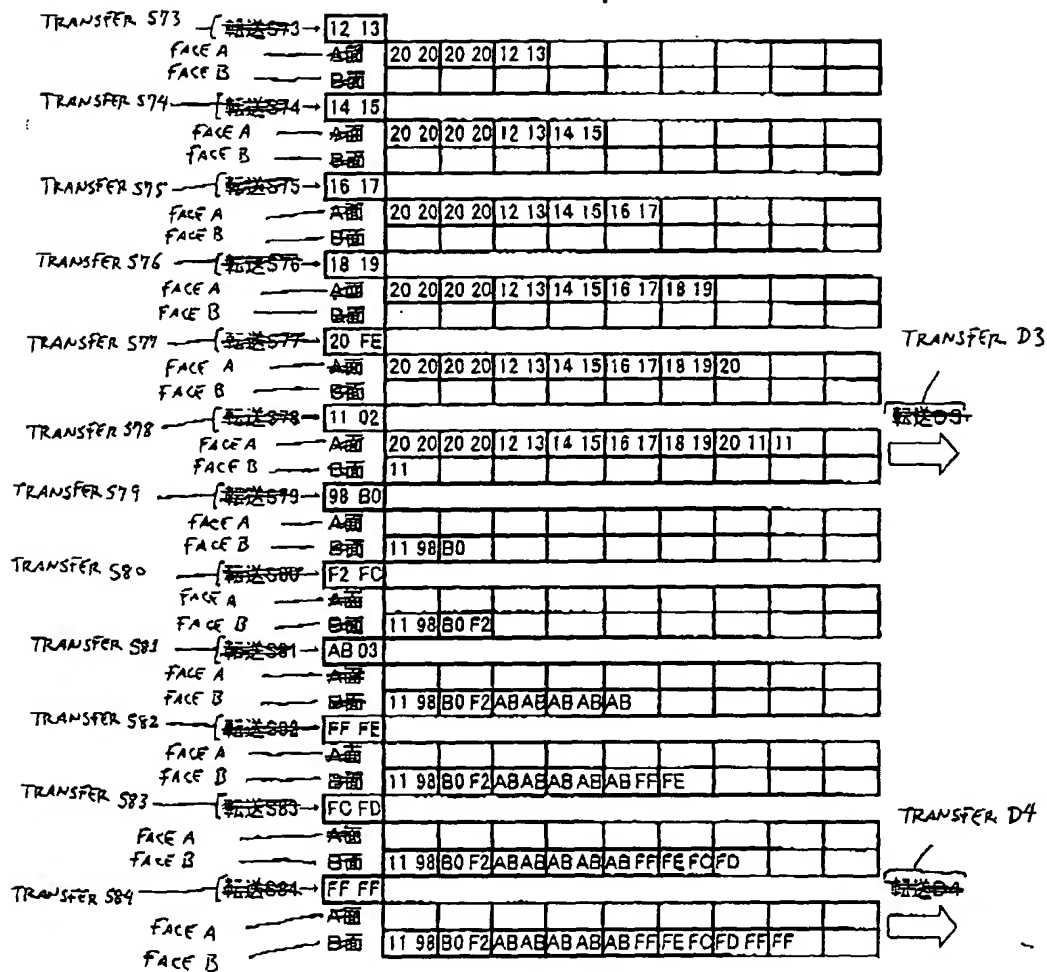 TRANSFER S73 転送S73 12 13
FACE A A面 20 20 20 20 12 13
FACE B B面
TRANSFER S74 転送S74 14 15
FACE A A面 20 20 20 20 12 13 14 15
FACE B B面
TRANSFER S75 転送S75 16 17
FACE A A面 20 20 20 20 12 13 14 15 16 17
FACE B B面
TRANSFER S76 転送S76 18 19
FACE A A面 20 20 20 20 12 13 14 15 16 17 18 19
FACE B B面
TRANSFER S77 転送S77 20 FE TRANSFER D3
FACE A A面 20 20 20 20 12 13 14 15 16 17 18 19 20
FACE B B面
TRANSFER S78 転送S78 11 02 転送D3
FACE A A面 20 20 20 20 12 13 14 15 16 17 18 19 20 11 11
FACE B B面 11
TRANSFER S79 転送S79 98 B0
FACE A A面
FACE B B面 11 98 B0
TRANSFER S80 転送S80 F2 FC
FACE A A面
FACE B B面 11 98 B0 F2
TRANSFER S81 転送S81 AB 03
FACE A A面
FACE B B面 11 98 B0 F2 AB AB AB AB AB
TRANSFER S82 転送S82 FF FE
FACE A A面
FACE B B面 11 98 B0 F2 AB AB AB AB AB FF FE
TRANSFER S83 転送S83 FC FD TRANSFER D4
FACE A A面
FACE B B面 11 98 B0 F2 AB AB AB AB AB FF FE FC FD
TRANSFER S84 転送S84 FF FF 転送D4
FACE A A面
FACE B B面 11 98 B0 F2 AB AB AB AB AB FF FE FC FD FF FF